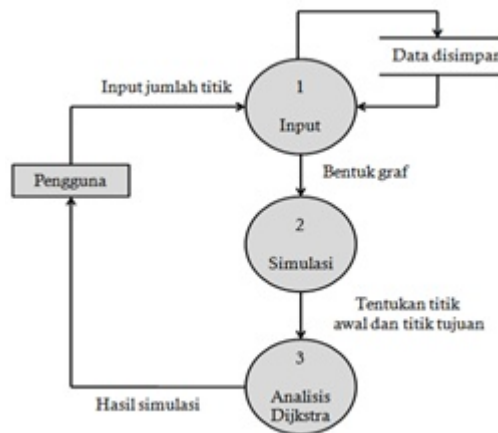 Data disimpan
1
Input jumlah titik
Input
Bentuk graf
Pengguna
2
Simulasi
Tentukan titik
awal dan titik tujuan
3
Analisis
Hasil simulasi
Dijkstra